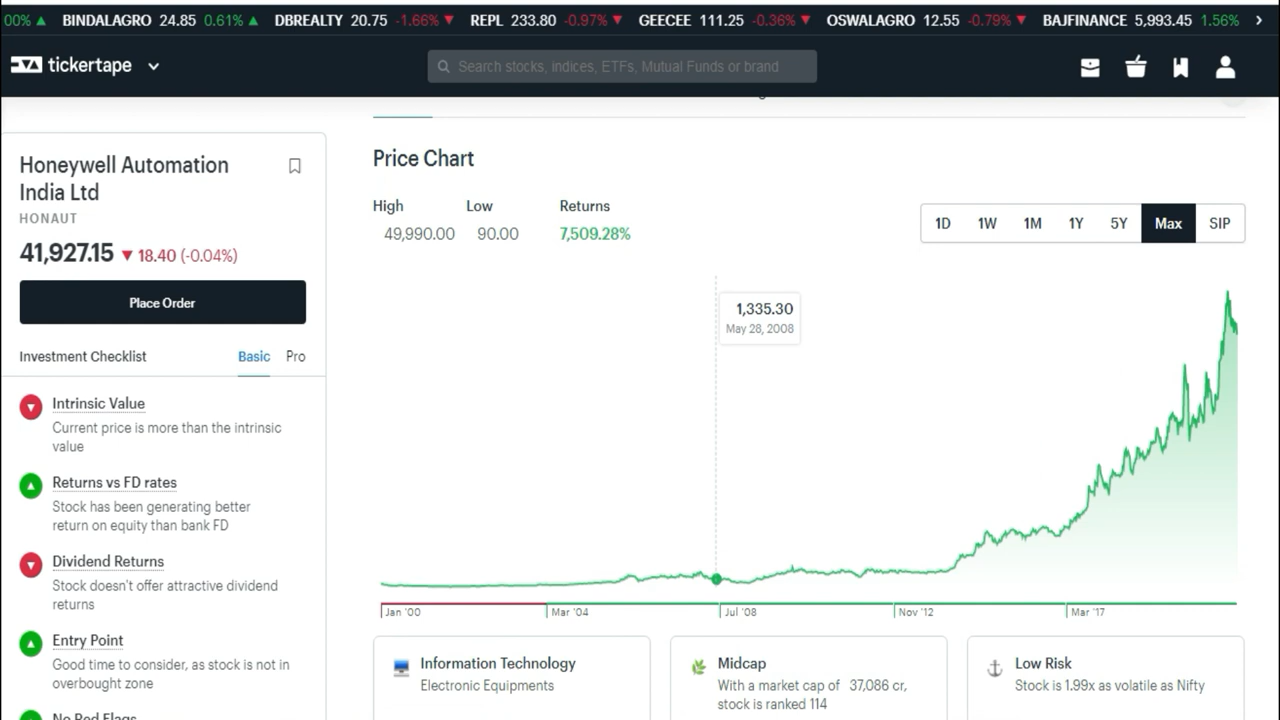 00% ▲ BINDALAGRO 24.85 0.61% ▲ DBREALTY 20.75 -1.66% ▼ REPL 233.80 -0.97% ▼ GEECEE 111.25 -0.36% ▼ OSWALAGRO 12.55 -0.79% ▼ BAJFINANCE 5,993.45 1.56%
tickertape
Search stocks, indices, ETFs, Mutual Funds or brand
Honeywell Automation
India Ltd
HONAUT
41,927.15 ▼ 18.40 (-0.04%)
Place Order
Investment Checklist Basic Pro
Intrinsic Value
Current price is more than the intrinsic
value
Returns vs FD rates
Stock has been generating better
return on equity than bank FD
Dividend Returns
Stock doesn't offer attractive dividend
returns
Entry Point
Good time to consider, as stock is not in
overbought zone
No Red Flags
Price Chart
High Low Returns
49,990.00 90.00 7,509.28%
1D 1W 1M 1Y 5Y Max SIP
1,335.30
May 28, 2008
Jan '00 Mar '04 Jul '08 Nov '12 Mar '17
Information Technology
Electronic Equipments
Midcap
With a market cap of 37,086 cr,
stock is ranked 114
Low Risk
Stock is 1.99x as volatile as Nifty